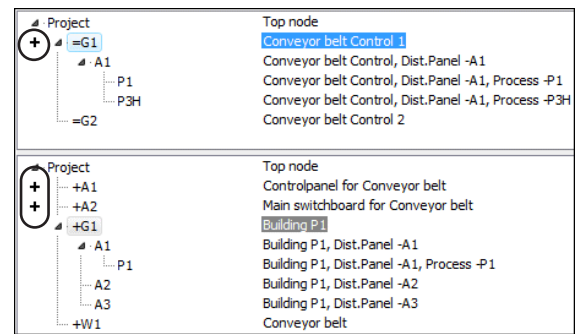 Project Top node
+ =G1 Conveyor belt Control 1
A1 Conveyor belt Control, Dist.Panel -A1
P1 Conveyor belt Control, Dist.Panel -A1, Process -P1
P3H Conveyor belt Control, Dist.Panel -A1, Process -P3H
=G2 Conveyor belt Control 2
Project Top node
+ +A1 Controlpanel for Conveyor belt
+ +A2 Main switchboard for Conveyor belt
+G1 Building P1
A1 Building P1, Dist.Panel -A1
P1 Building P1, Dist.Panel -A1, Process -P1
A2 Building P1, Dist.Panel -A2
A3 Building P1, Dist.Panel -A3
+W1 Conveyor belt